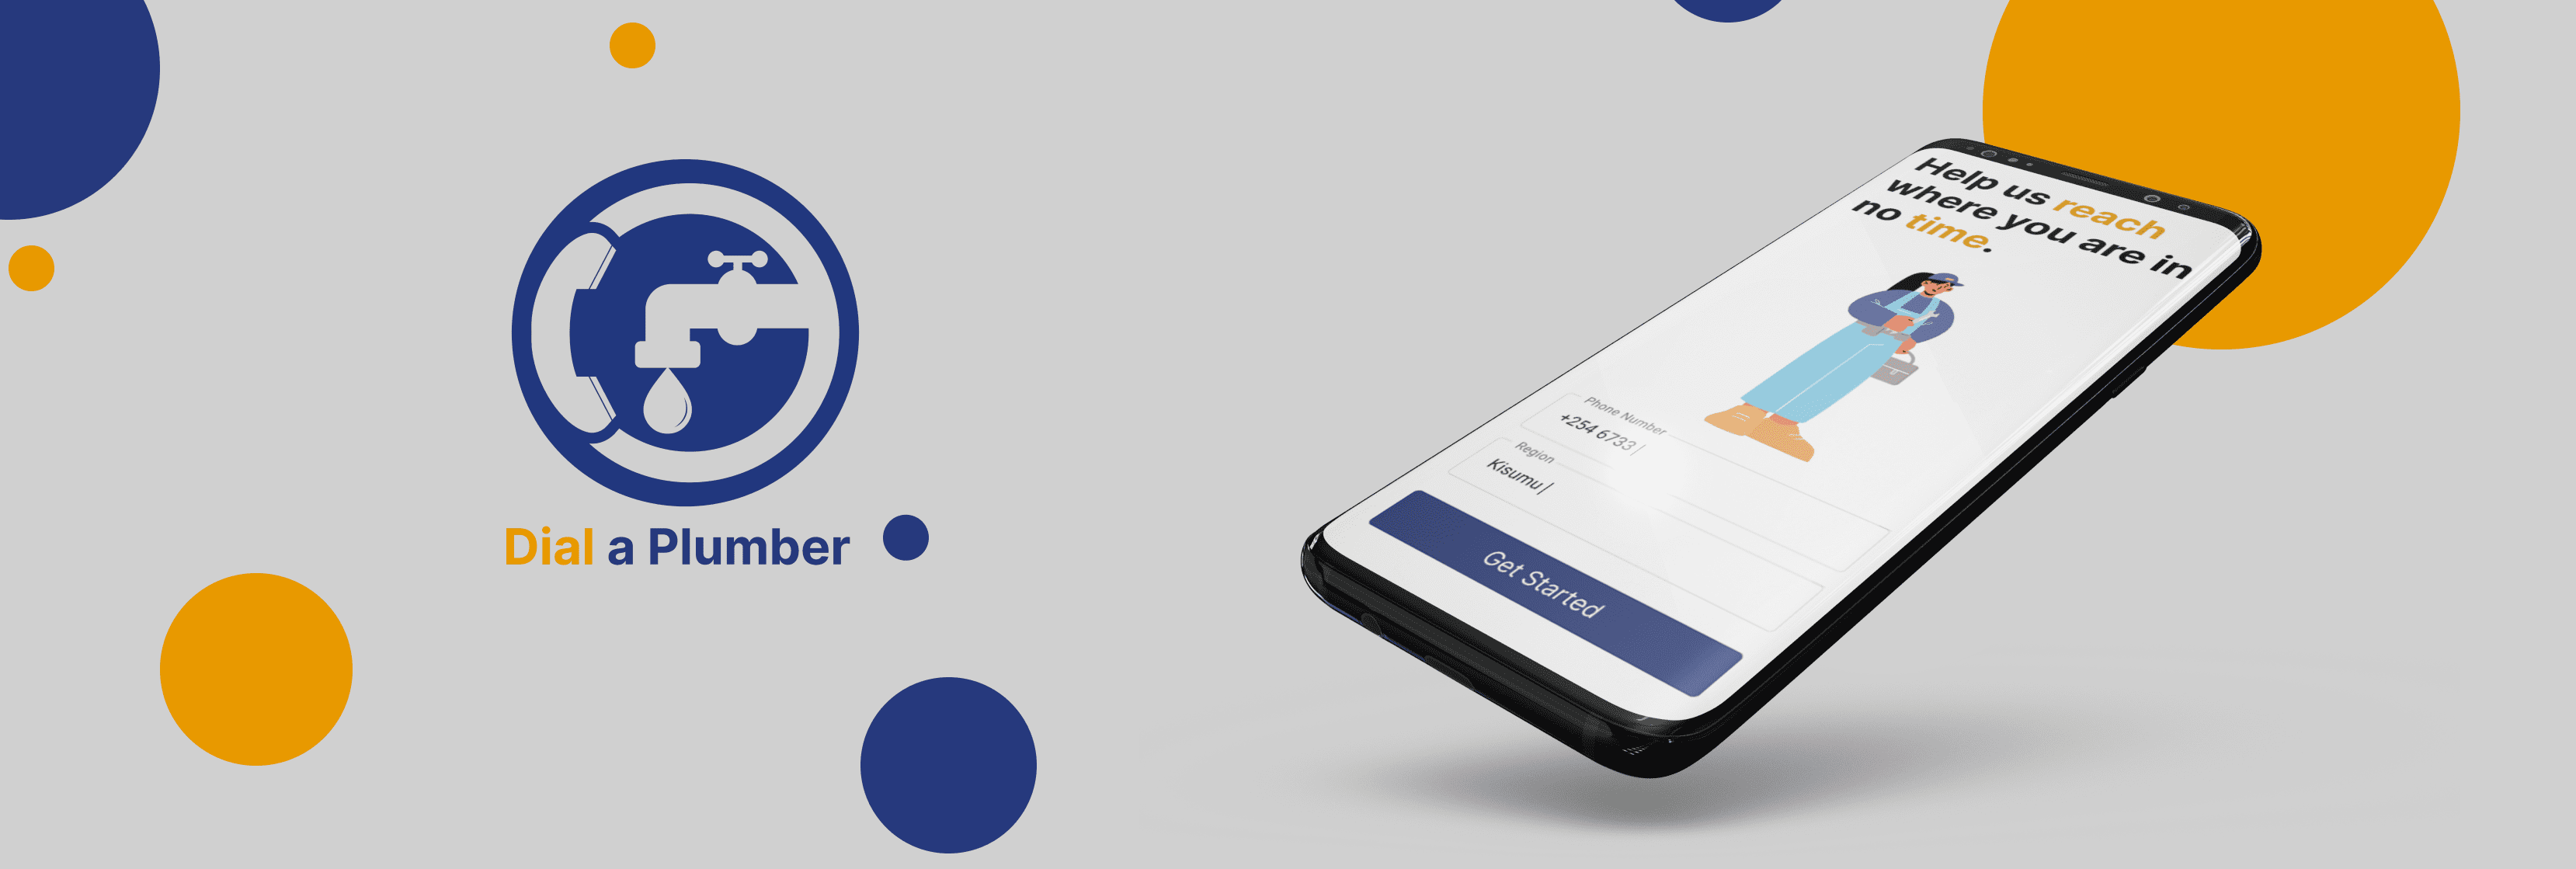 Dial a Plumber
Help us reach
where you are in
no time.
Phone Number
+254 6733
Region
Kisumu
Get Started